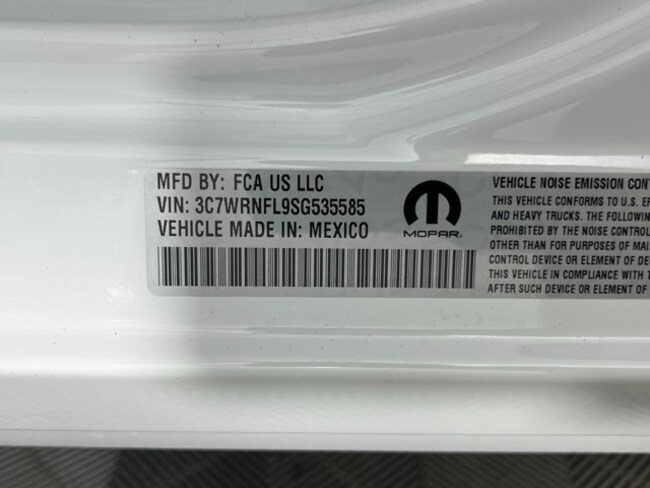 MFD BY: FCA US LLC
VIN: 3C7WRNFL9SG535585
VEHICLE MADE IN: MEXICO
MOPAR®
VEHICLE NOISE EMISSION
THIS VEHICLE CONFORMS TO U.S.
AND HEAVY TRUCKS. THE FOLLOWING
PROHIBITED BY THE NOISE CONTROL
OTHER THAN FOR PURPOSES OF
CONTROL DEVICE OR ELEMENT OF
THIS VEHICLE IN COMPLIANCE WITH
AFTER SUCH DEVICE OR ELEMENT OF